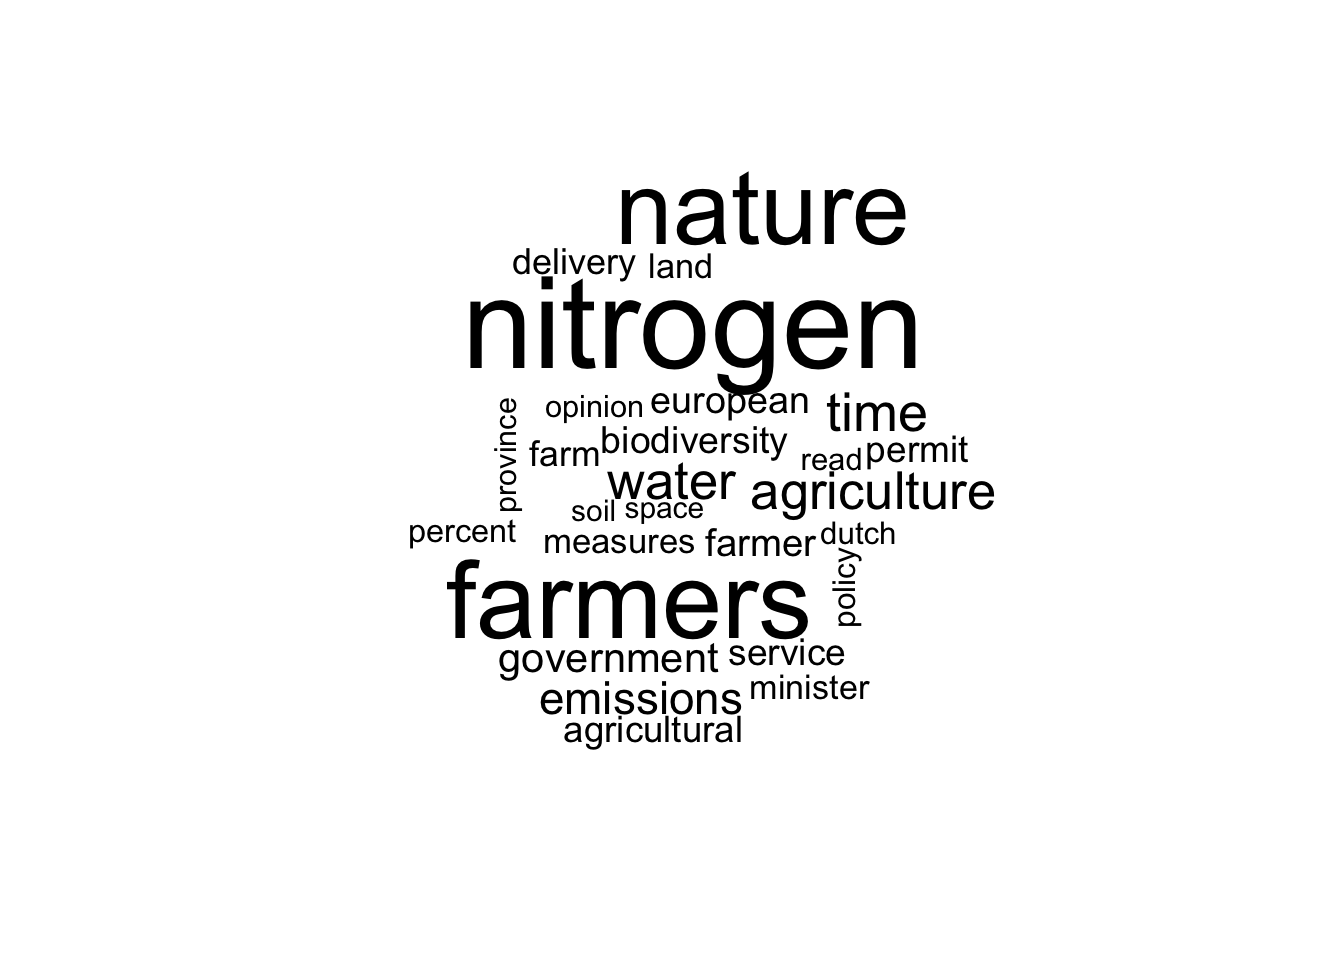 nature
delivery land
nitrogen
opinion european time
province
farm biodiversity read permit
water agriculture
soil space
percent measures farmer dutch
policy
farmers
government service
emissions minister
agricultural